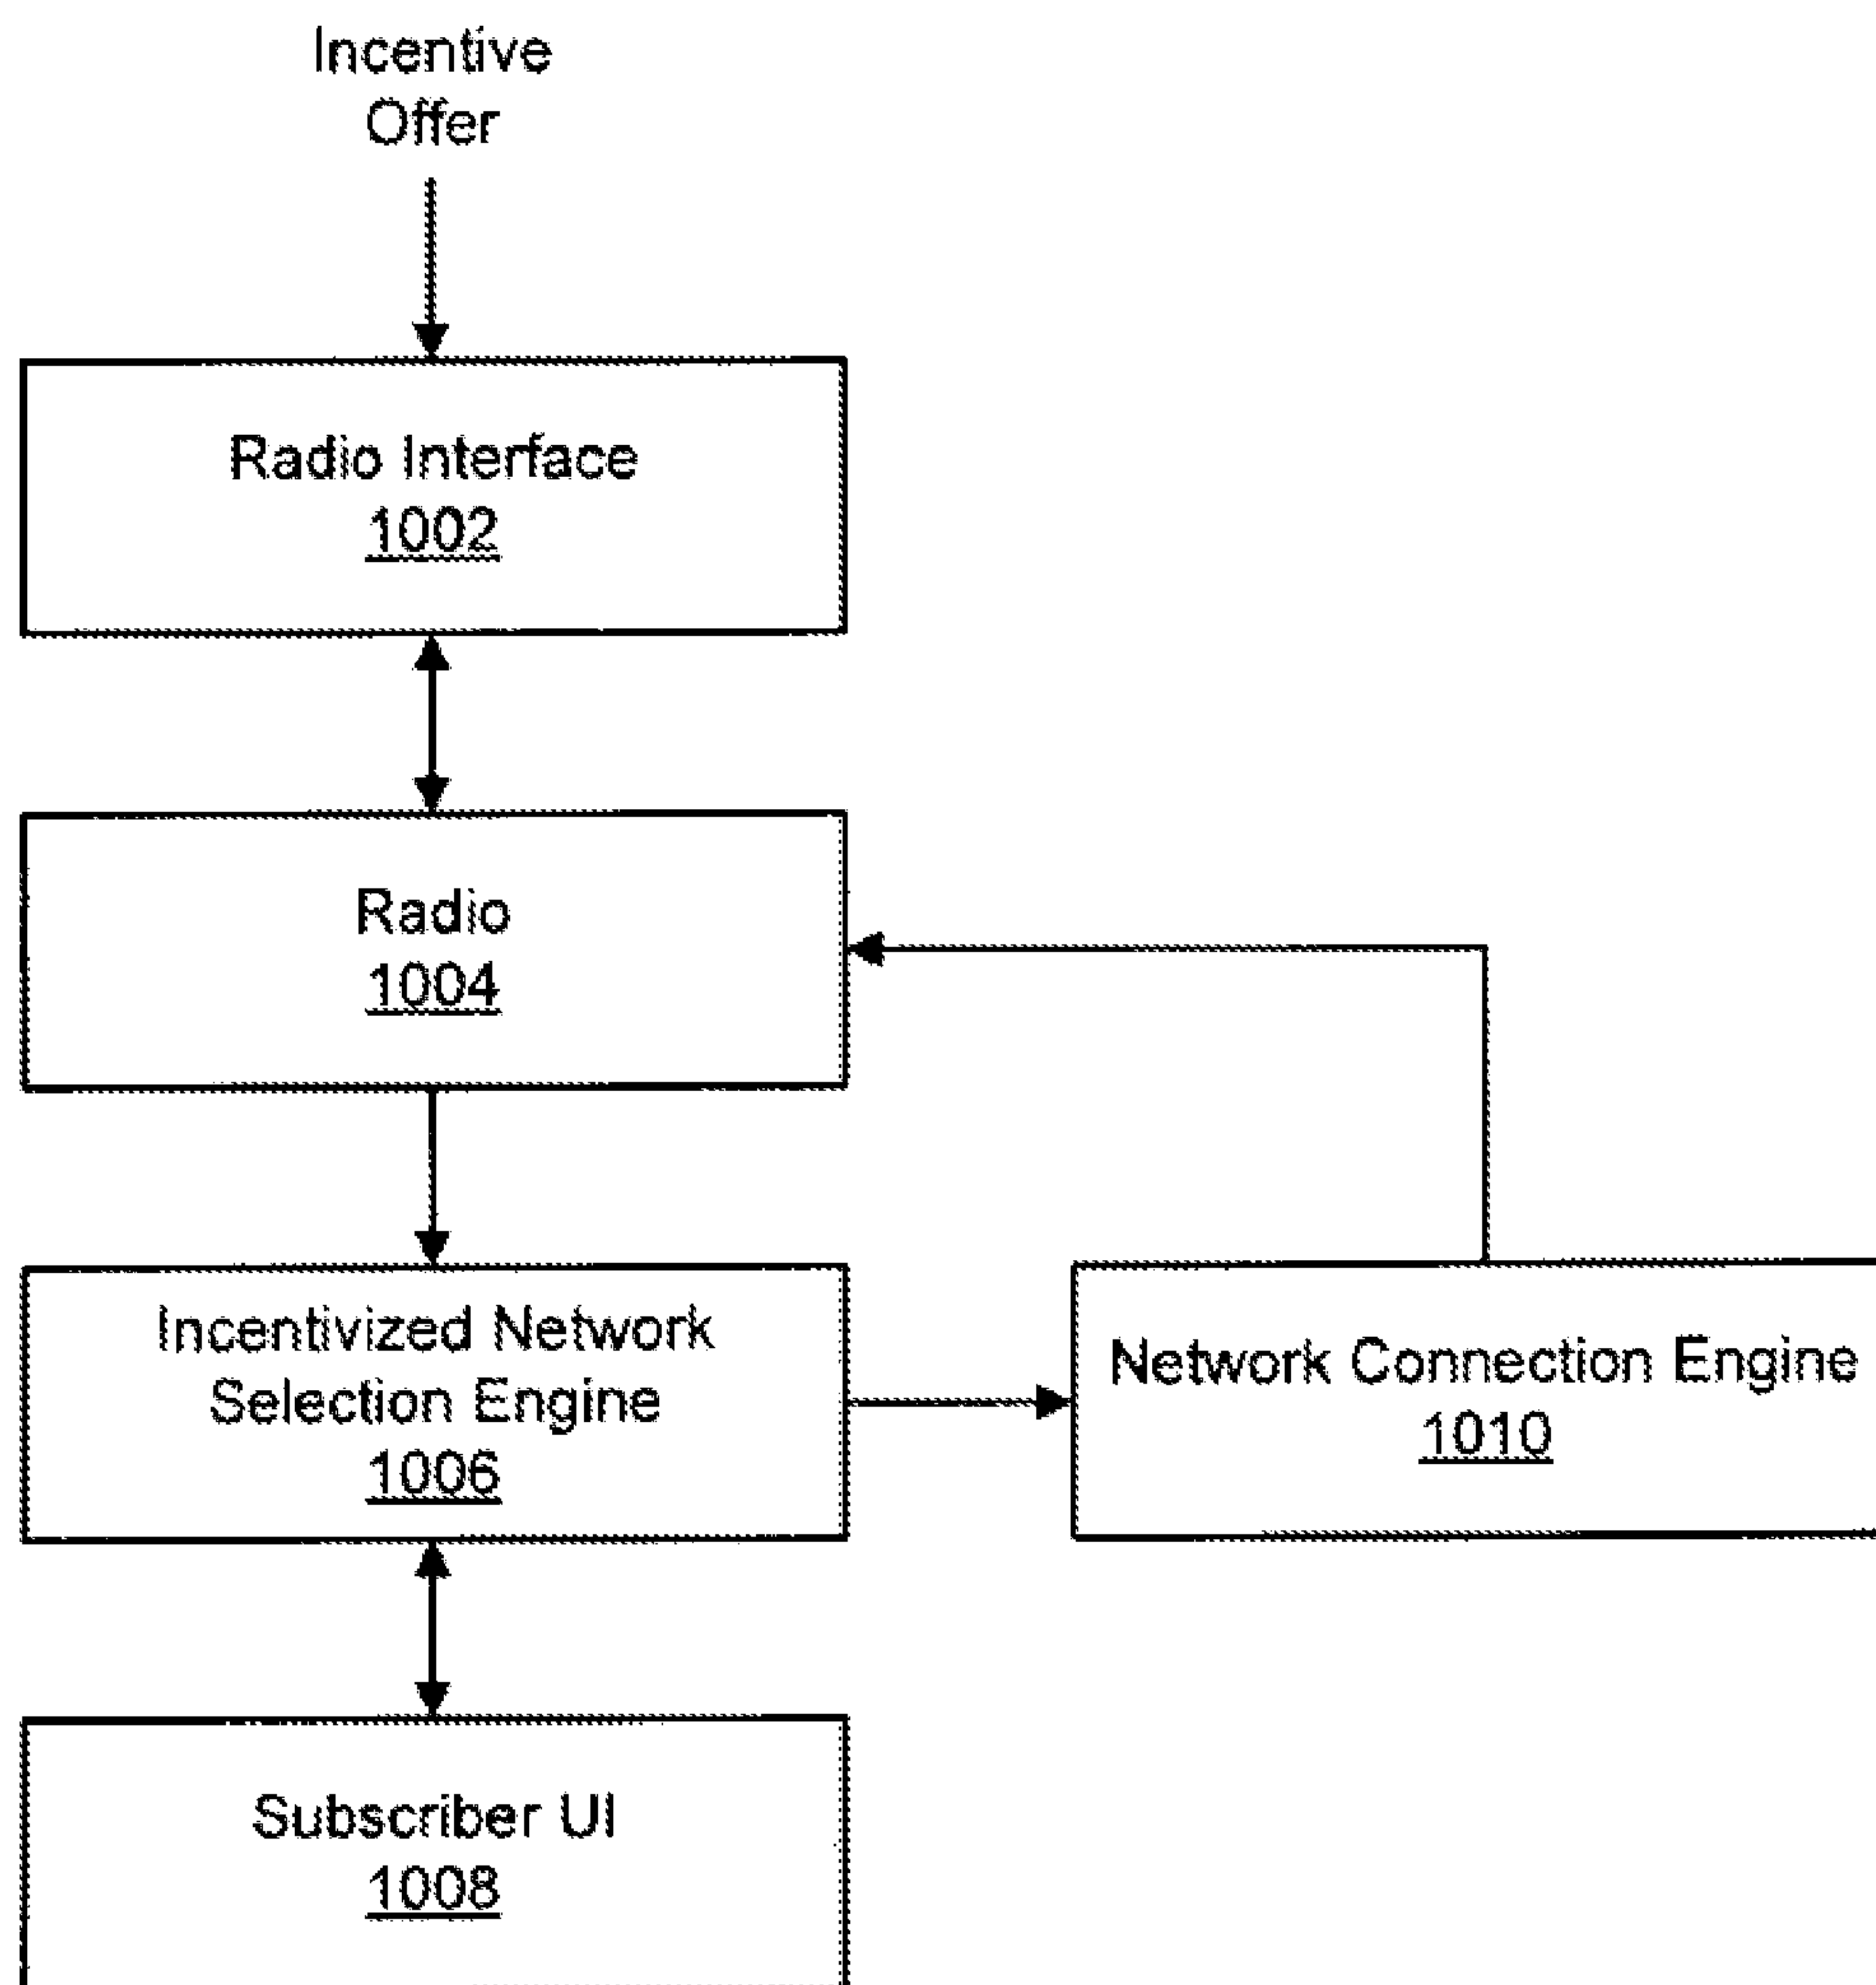 Incentive
Offer
Radio Interface
1002
Radio
1004
Incentivized Network
Selection Engine
1006
Network Connection Engine
1010
Subscriber UI
1008